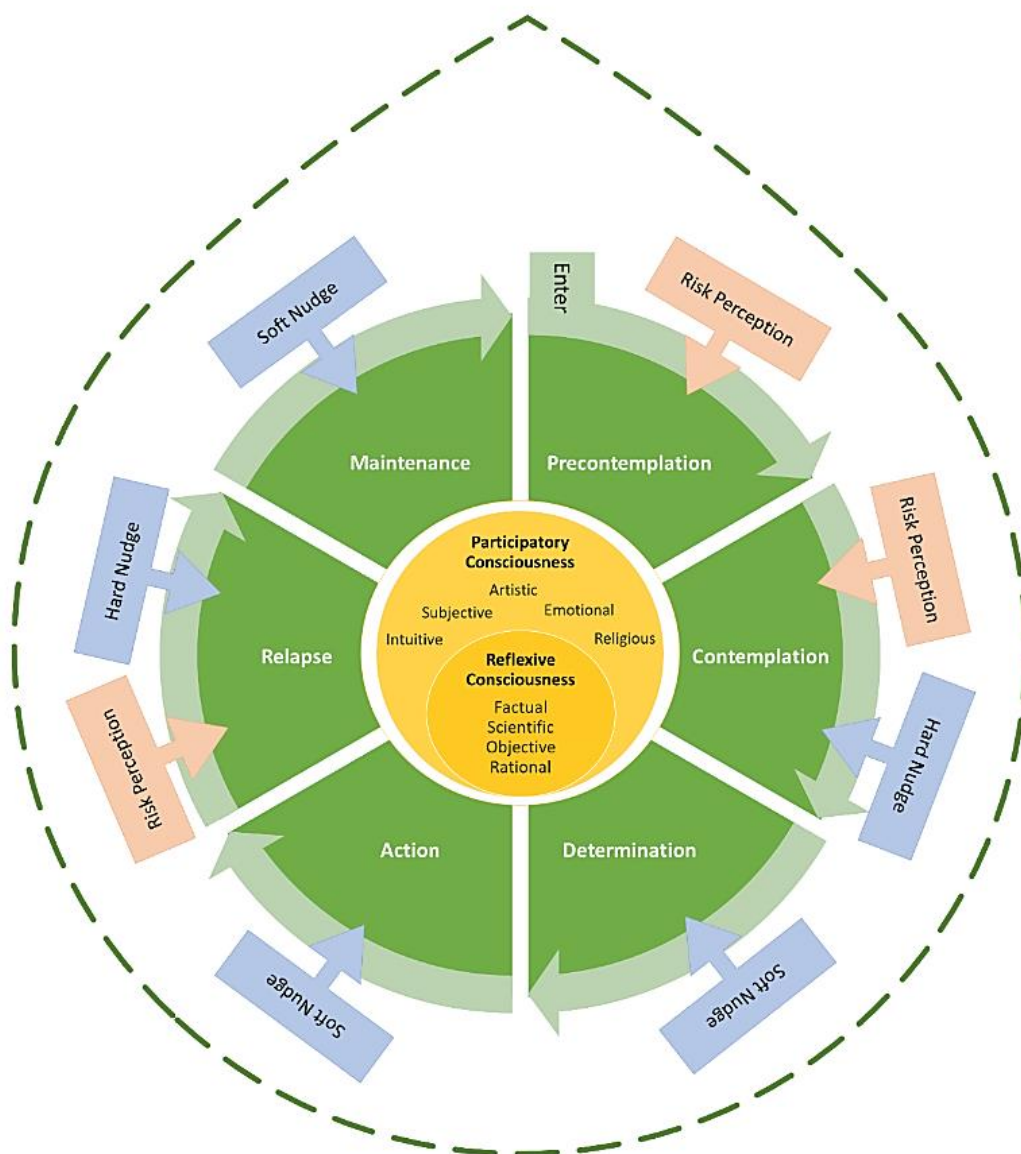 Enter
Risk Perception
Soft Nudge
Maintenance
Precontemplation
Hard Nudge
Risk Perception
Participatory
Consciousness
Artistic
Subjective
Emotional
Intuitive
Religious
Relapse
Contemplation
Reflexive
Consciousness
Factual
Scientific
Objective
Rational
Risk Perception
Hard Nudge
Action
Determination
Soft Nudge
Soft Nudge